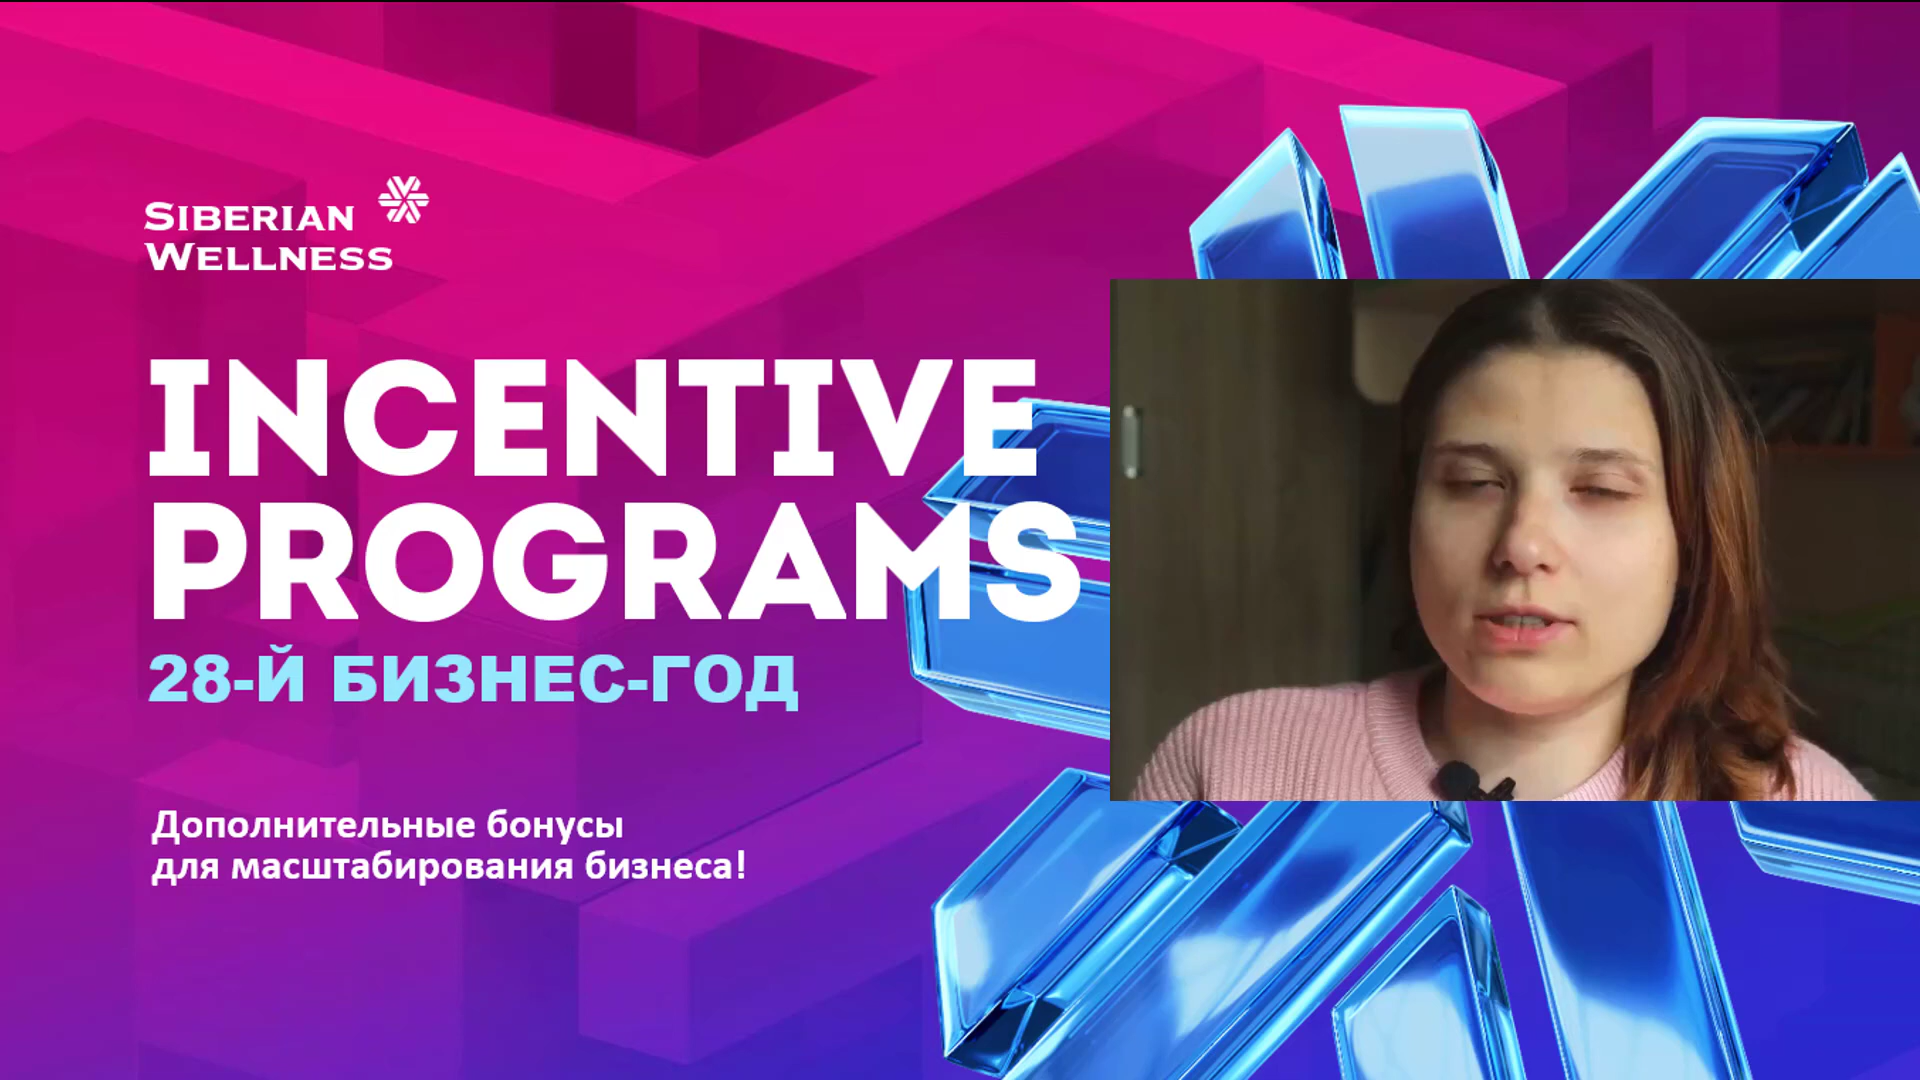 SIBERIAN
WELLNESS
INCENTIVE
PROGRAMS
28-Й БИЗНЕС-ГОД
Дополнительные бонусы
для масштабирования бизнеса!